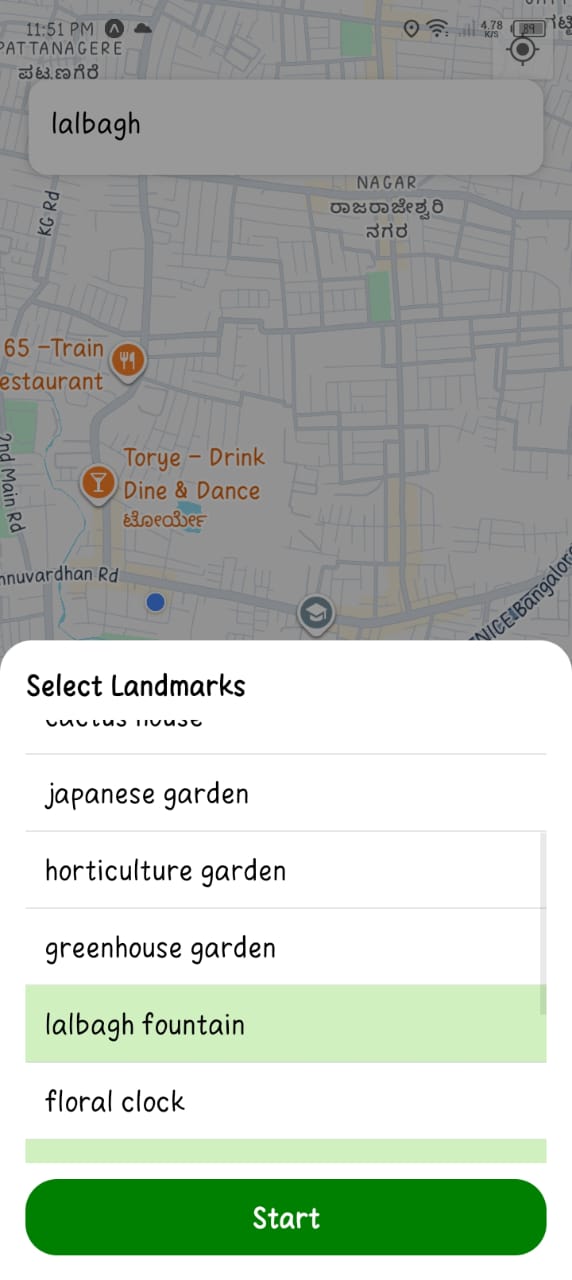 11:51 PM
4.78
K/S
89
PATTANAGERE
ಪಟ್ಟಣಗೆರೆ
lalbagh
NAGAR
ರಾಜರಾಜೇಶ್ವರಿ
ನಗರ
KG Rd
65 -Train
estaurant
2nd Main Rd
Torye - Drink
Dine & Dance
ಟೋರ್ಯೇ
nnuvardhan Rd
NICE Bangalore
Select Landmarks
cactus house
japanese garden
horticulture garden
greenhouse garden
lalbagh fountain
floral clock
Start